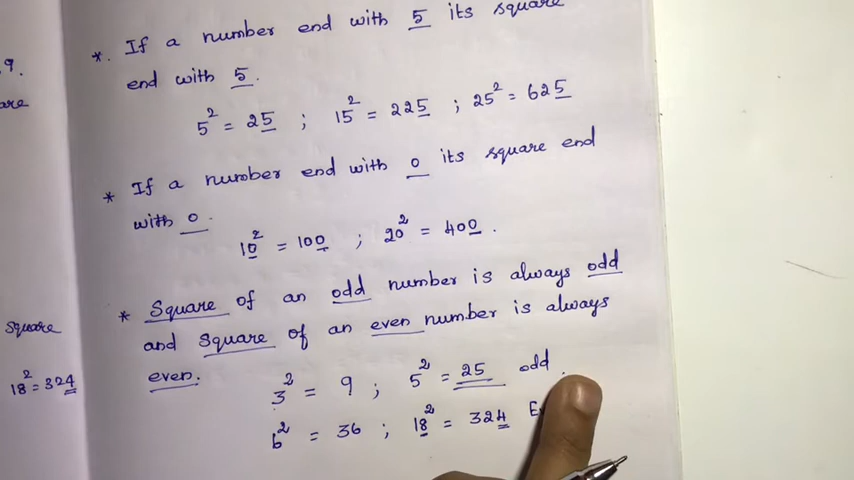 9.
are
square
18² = 324
*. If a number end with 5 its square
end with 5.
5² = 25 ; 15² = 225 ; 25² = 625
* If a number end with 0 its square end
with 0.
10² = 100 ; 20² = 400.
* Square of an odd number is always odd
and square of an even number is always
even.
3² = 9 ; 5² = 25 odd.
6² = 36 ; 18² = 324